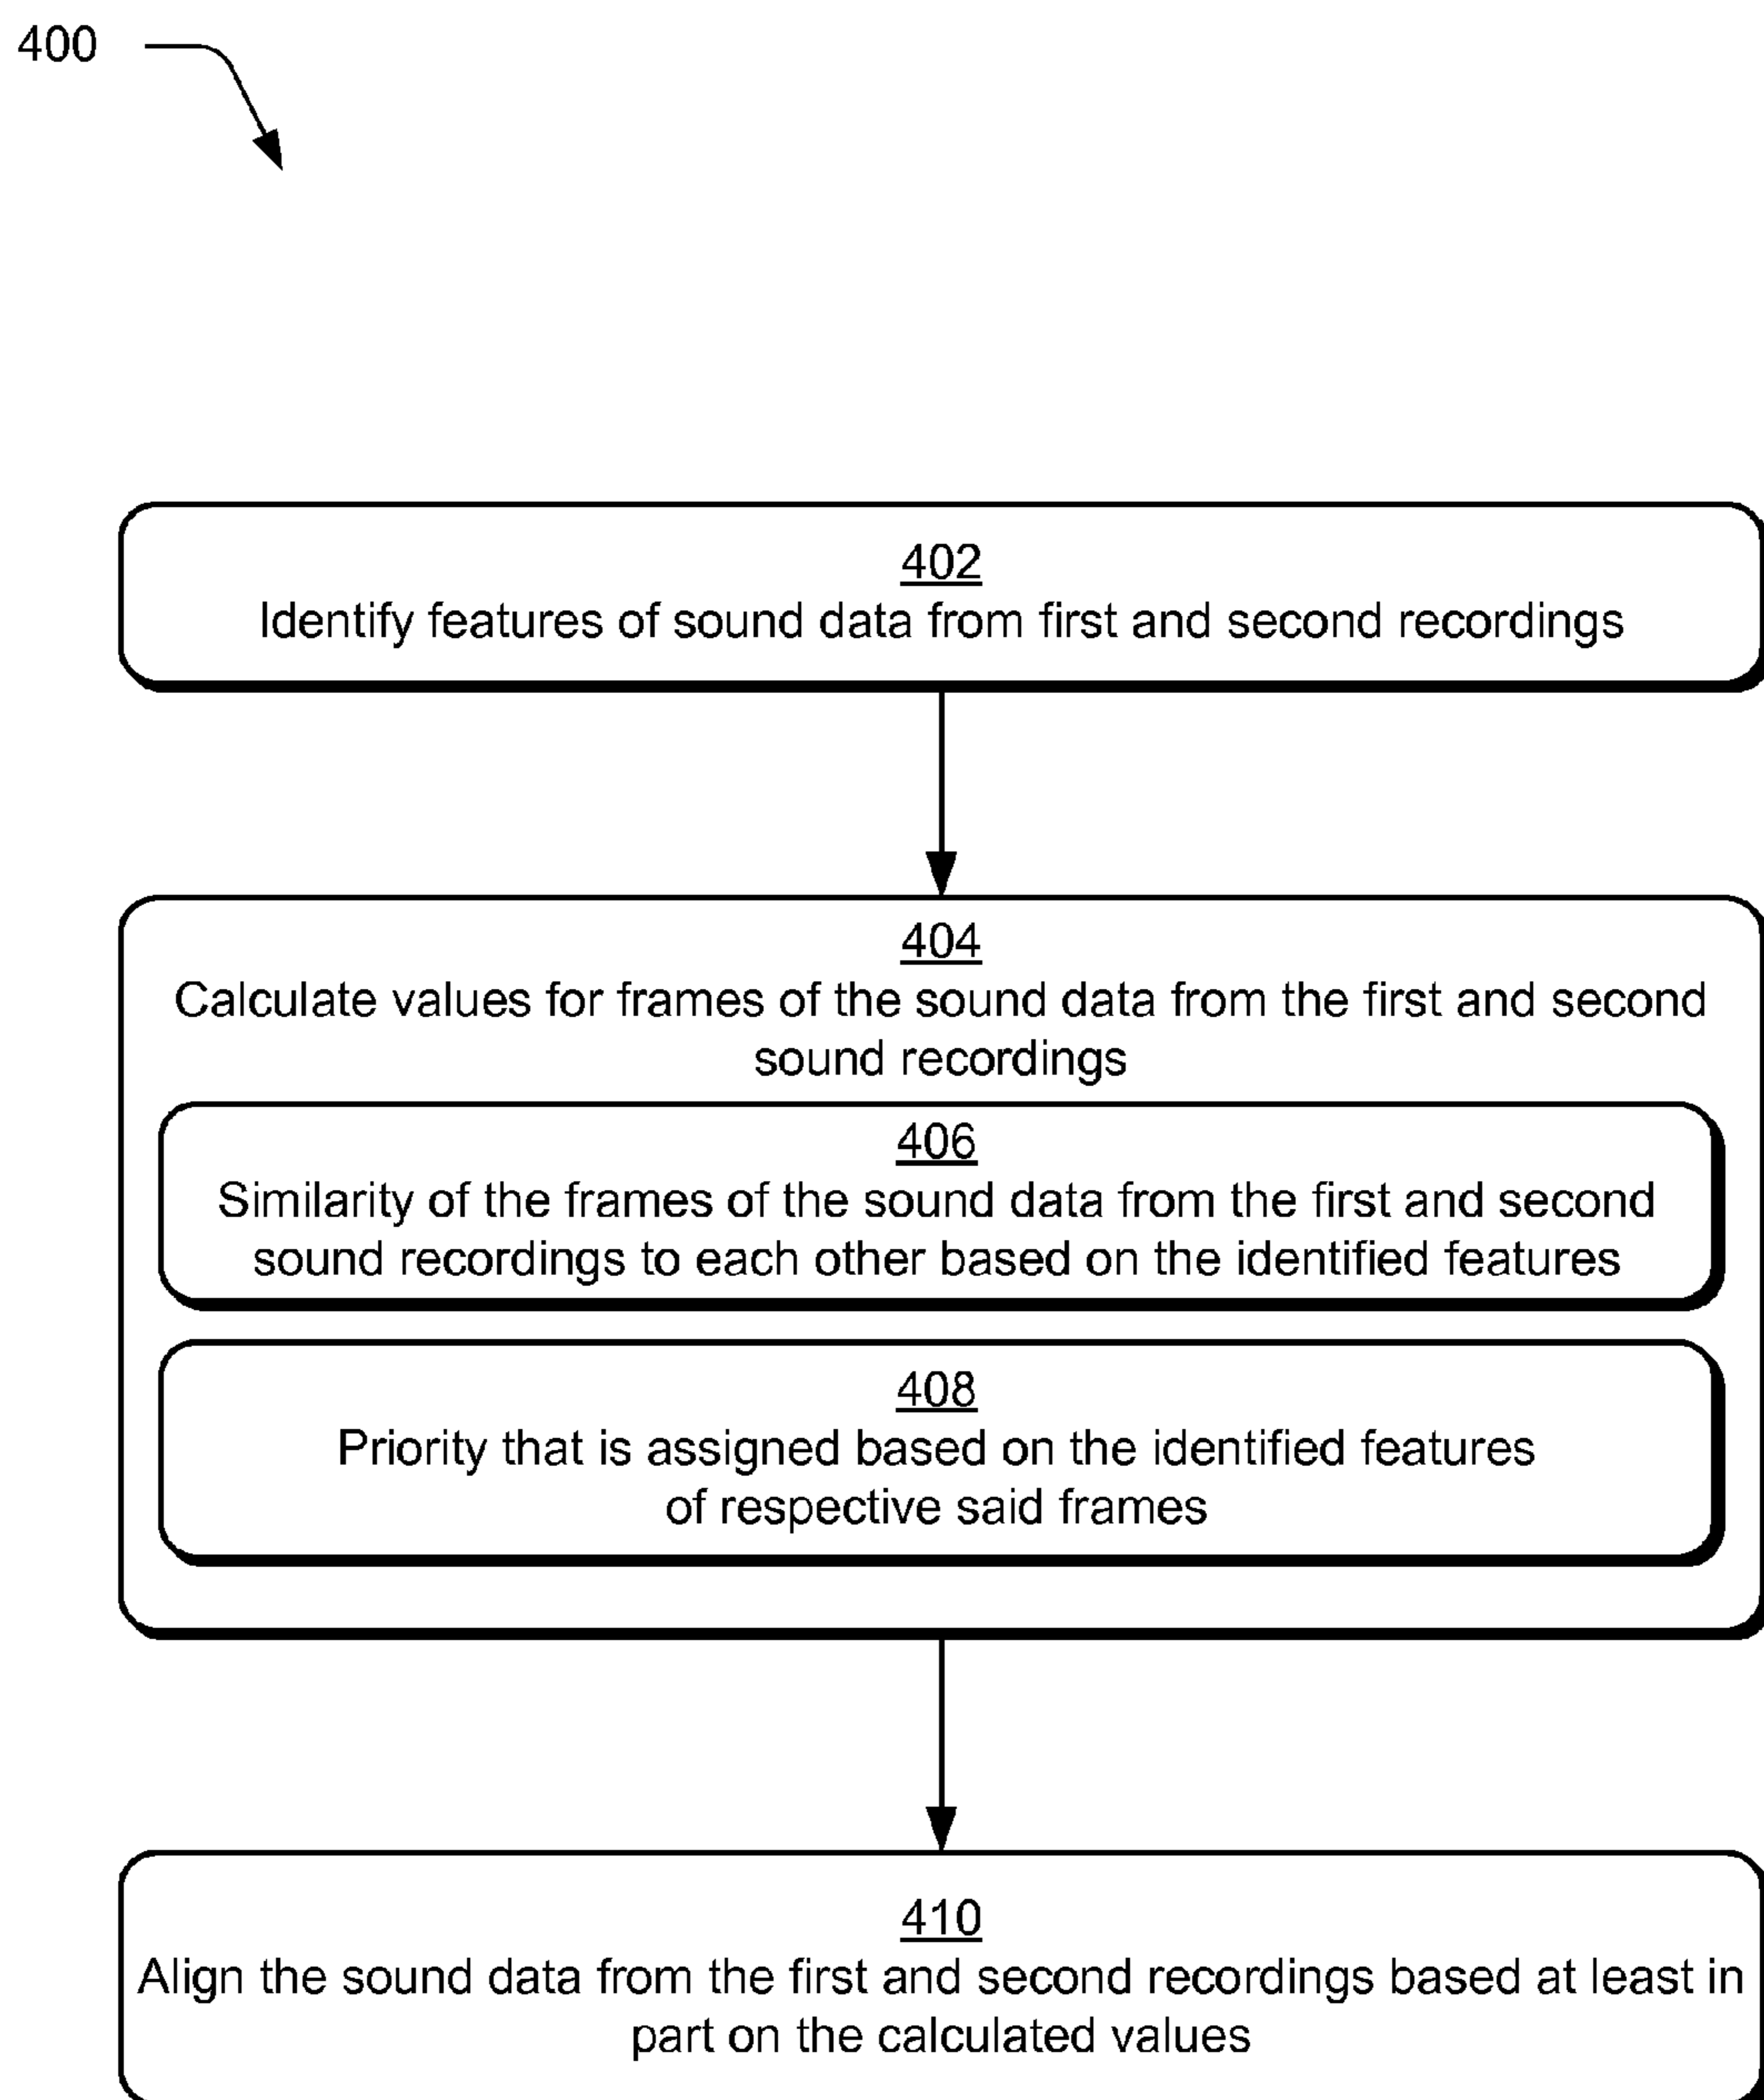 400
402
Identify features of sound data from first and second recordings
404
Calculate values for frames of the sound data from the first and second
sound recordings
406
Similarity of the frames of the sound data from the first and second
sound recordings to each other based on the identified features
408
Priority that is assigned based on the identified features
of respective said frames
410
Align the sound data from the first and second recordings based at least in
part on the calculated values